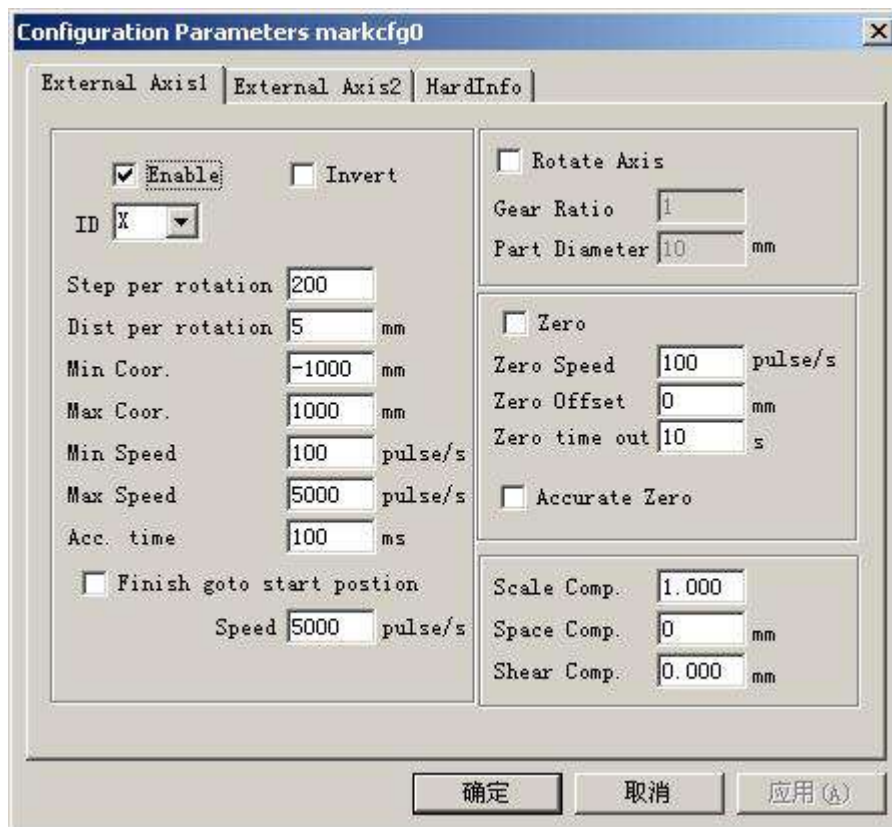 Configuration Parameters markcfg0
External Axis1 External Axis2 HardInfo
Enable Invert
ID X
Step per rotation 200
Dist per rotation 5 mm
Min Coor. -1000 mm
Max Coor. 1000 mm
Min Speed 100 pulse/s
Max Speed 5000 pulse/s
Acc. time 100 ms
Finish goto start postion
Speed 5000 pulse/s
Rotate Axis
Gear Ratio 1
Part Diameter 10 mm
Zero
Zero Speed 100 pulse/s
Zero Offset 0 mm
Zero time out 10 s
Accurate Zero
Scale Comp. 1.000
Space Comp. 0 mm
Shear Comp. 0.000 mm
确定 取消 应用(A)